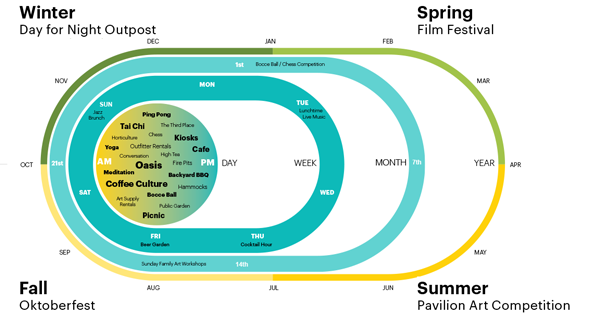 Winter
Day for Night Outpost
Spring
Film Festival
DEC
JAN
FEB
1st
Bocce Ball / Chess Competition
NOV
MAR
MON
SUN
Jazz
Brunch
TUE
Lunchtime
Live Music
Ping Pong
Tai Chi
The Third Place
Horticulture
Chess
Kiosks
Yoga
Outfitter Rentals
Cafe
Conversation
High-Tea
OCT
21st
AM
Oasis
Fire Pits
PM
DAY
WEEK
MONTH
7th
YEAR
APR
Meditation
Backyard BBQ
Coffee Culture
Hammocks
SAT
WED
Bocce Ball
Art Supply
Rentals
Public Garden
Picnic
FRI
Beer Garden
THU
Cocktail Hour
SEP
MAY
Sunday Family Art Workshops
14th
AUG
JUL
JUN
Fall
Oktoberfest
Summer
Pavilion Art Competition